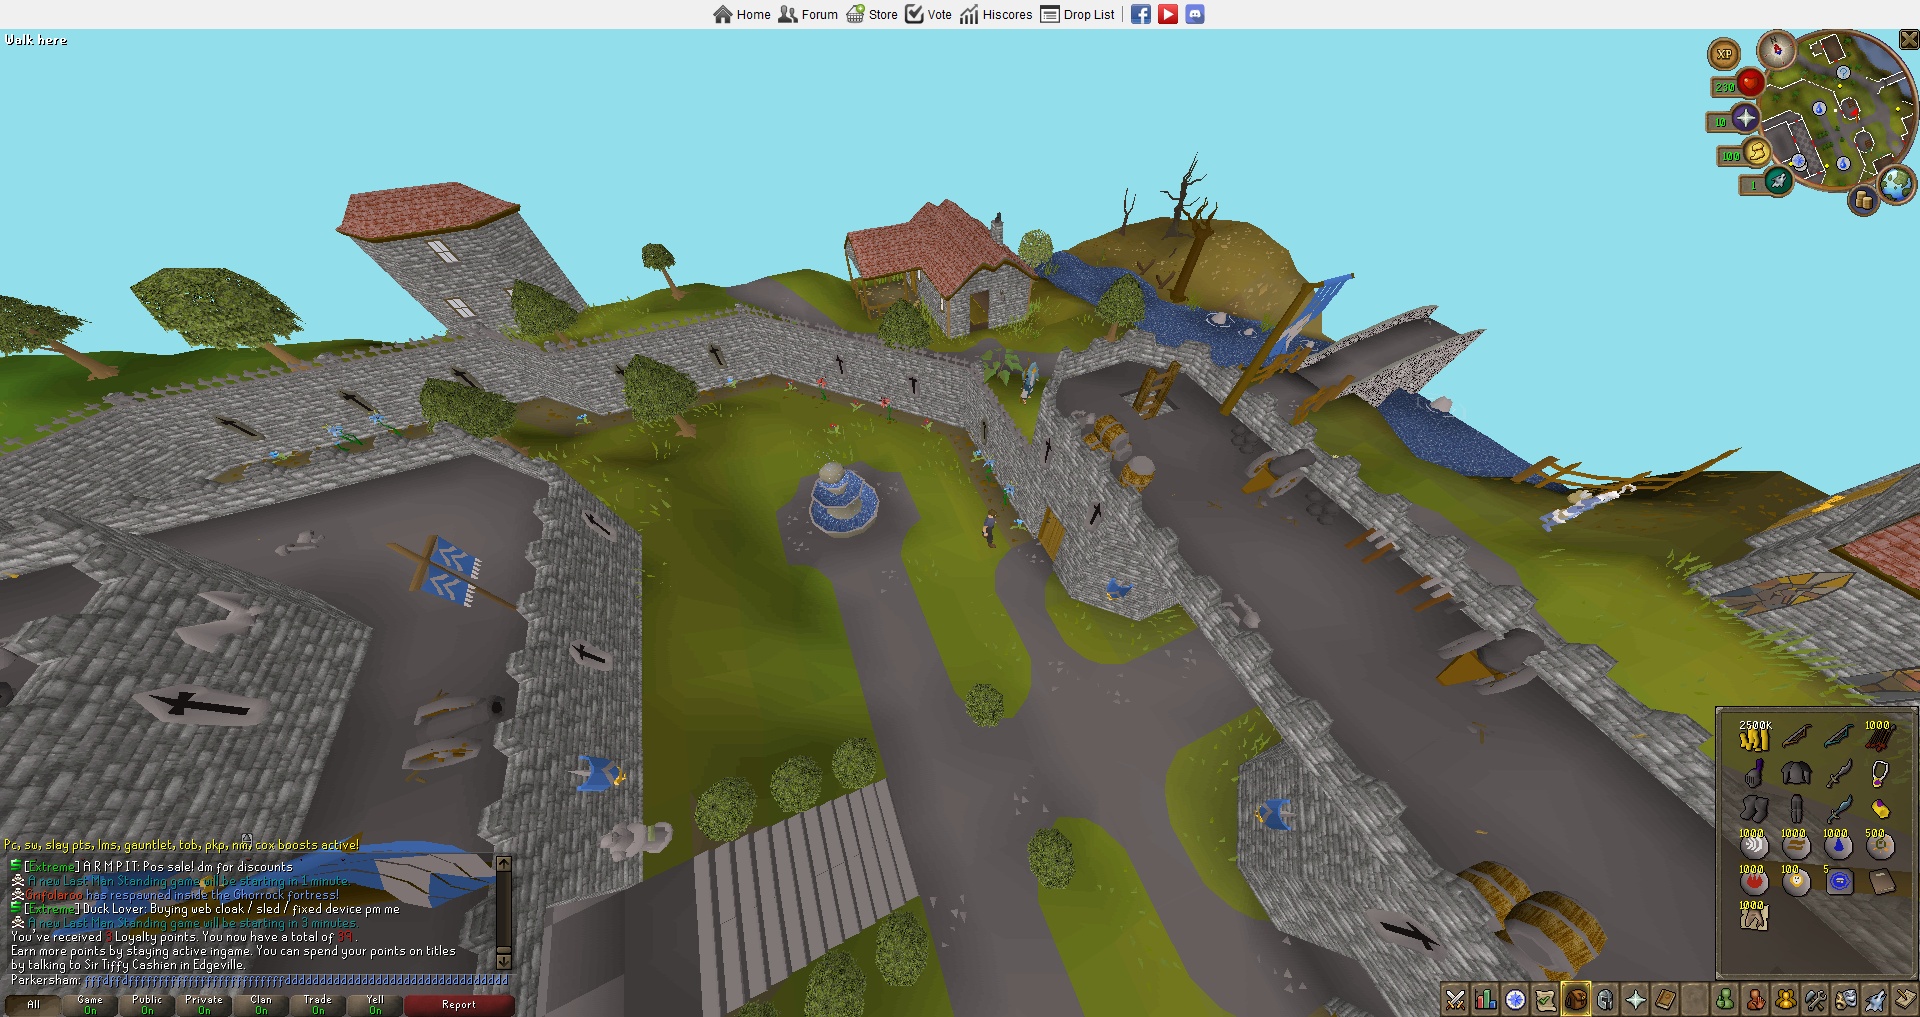 Home Forum Store Vote Hiscores Drop List
Walk here
XP
230
10
100
1
2500K 1000
1000 1000 1000 500
1000 100 5
1000
Pc, sw, slay pts, lms, gauntlet, tob, pkp, nm, cox boosts active!
[Extreme] A R M P I T: Pos sale! dm for discounts
A new Last Man Standing game will be starting in 1 minute.
has respawned inside the Ghorrock fortress!
[Extreme] Duck Lover: Buying web cloak / sled / fixed device pm me
A new Last Man Standing game will be starting in 3 minutes.
You've received 3 Loyalty points. You now have a total of 39.
Earn more points by staying active ingame. You can spend your points on titles
by talking to Sir Tiffy Cashien in Edgeville.
Parkersham:
All Game On Public On Private On Clan On Trade On Yell On Report